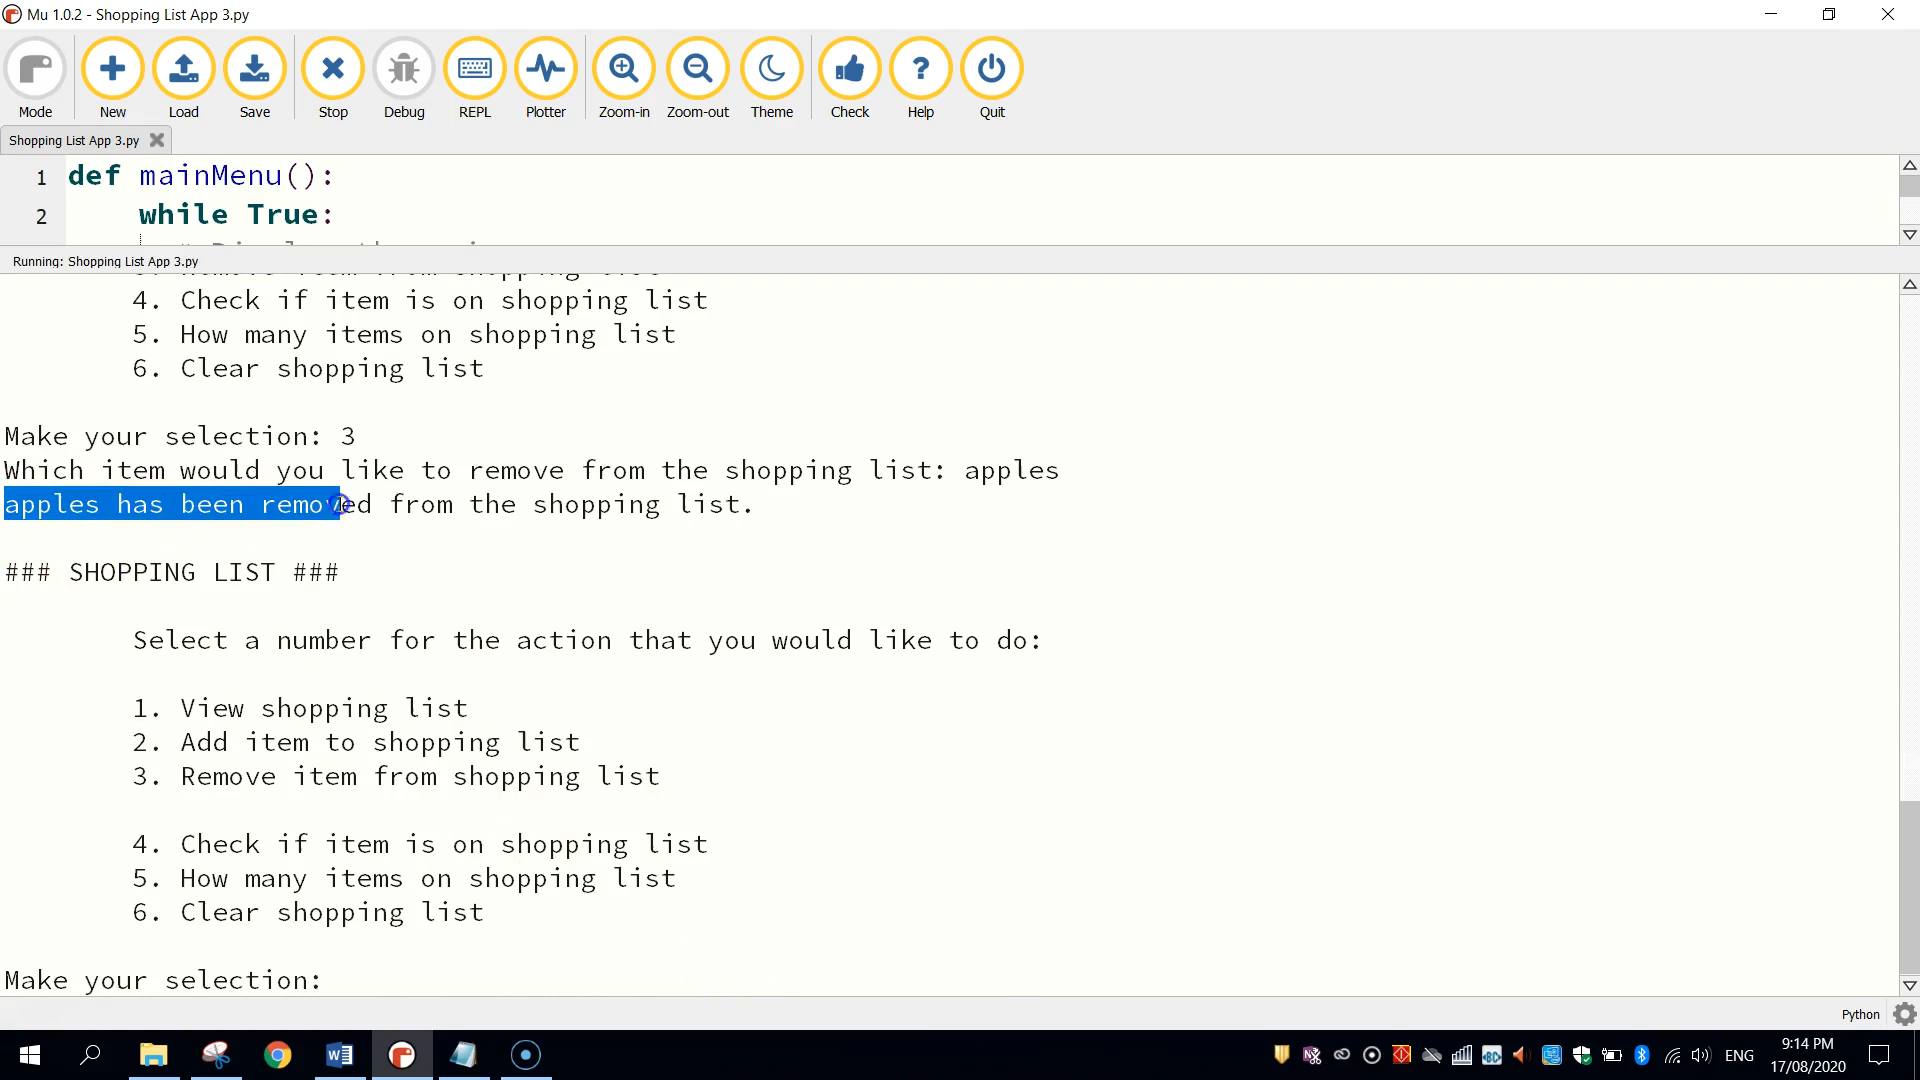 Mu 1.0.2 - Shopping List App 3.py
Mode New Load Save Stop Debug REPL Plotter Zoom-in Zoom-out Theme Check Help Quit
Shopping List App 3.py
1 def mainMenu():
2 while True:
Running: Shopping List App 3.py
4. Check if item is on shopping list
5. How many items on shopping list
6. Clear shopping list
Make your selection: 3
Which item would you like to remove from the shopping list: apples
apples has been removed from the shopping list.
### SHOPPING LIST ###
Select a number for the action that you would like to do:
1. View shopping list
2. Add item to shopping list
3. Remove item from shopping list
4. Check if item is on shopping list
5. How many items on shopping list
6. Clear shopping list
Make your selection:
Python
ENG
9:14 PM
17/08/2020